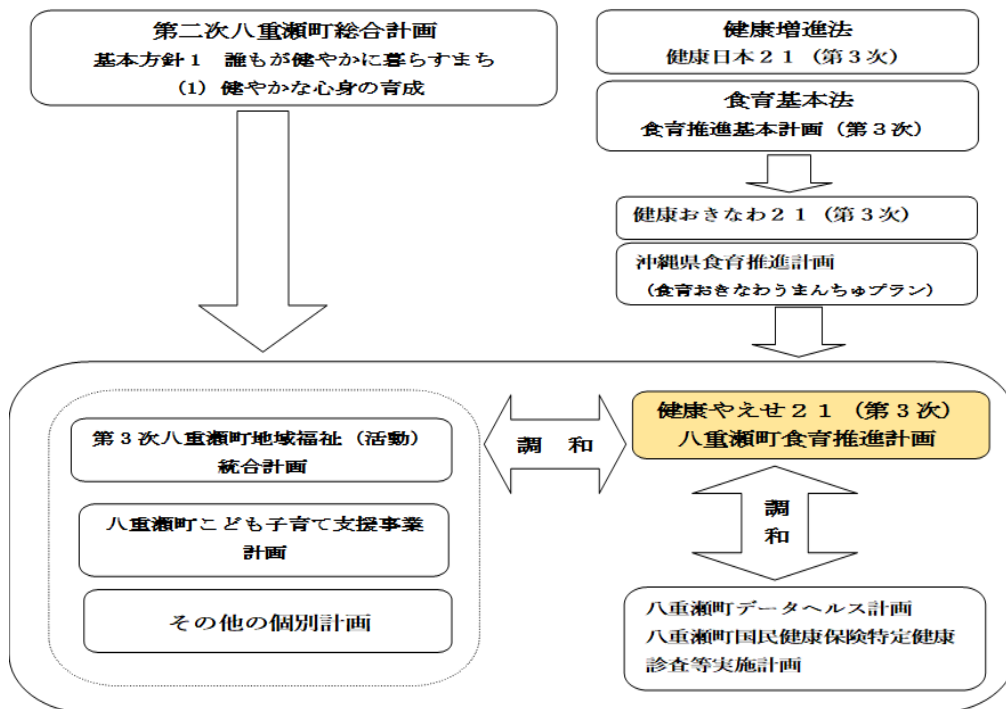 第二次八重瀬町総合計画
基本方針1 誰もが健やかに暮らすまち
(1)健やかな心身の育成
健康増進法
健康日本21(第3次)
食育基本法
食育推進基本計画(第3次)
健康おきなわ21(第3次)
沖縄県食育推進計画
(食育おきなわうまんちゅプラン)
第3次八重瀬町地域福祉(活動)
統合計画
八重瀬町こども子育て支援事業
計画
その他の個別計画
調 和
健康やえせ21(第3次)
八重瀬町食育推進計画
調
和
八重瀬町データヘルス計画
八重瀬町国民健康保険特定健康
診査等実施計画